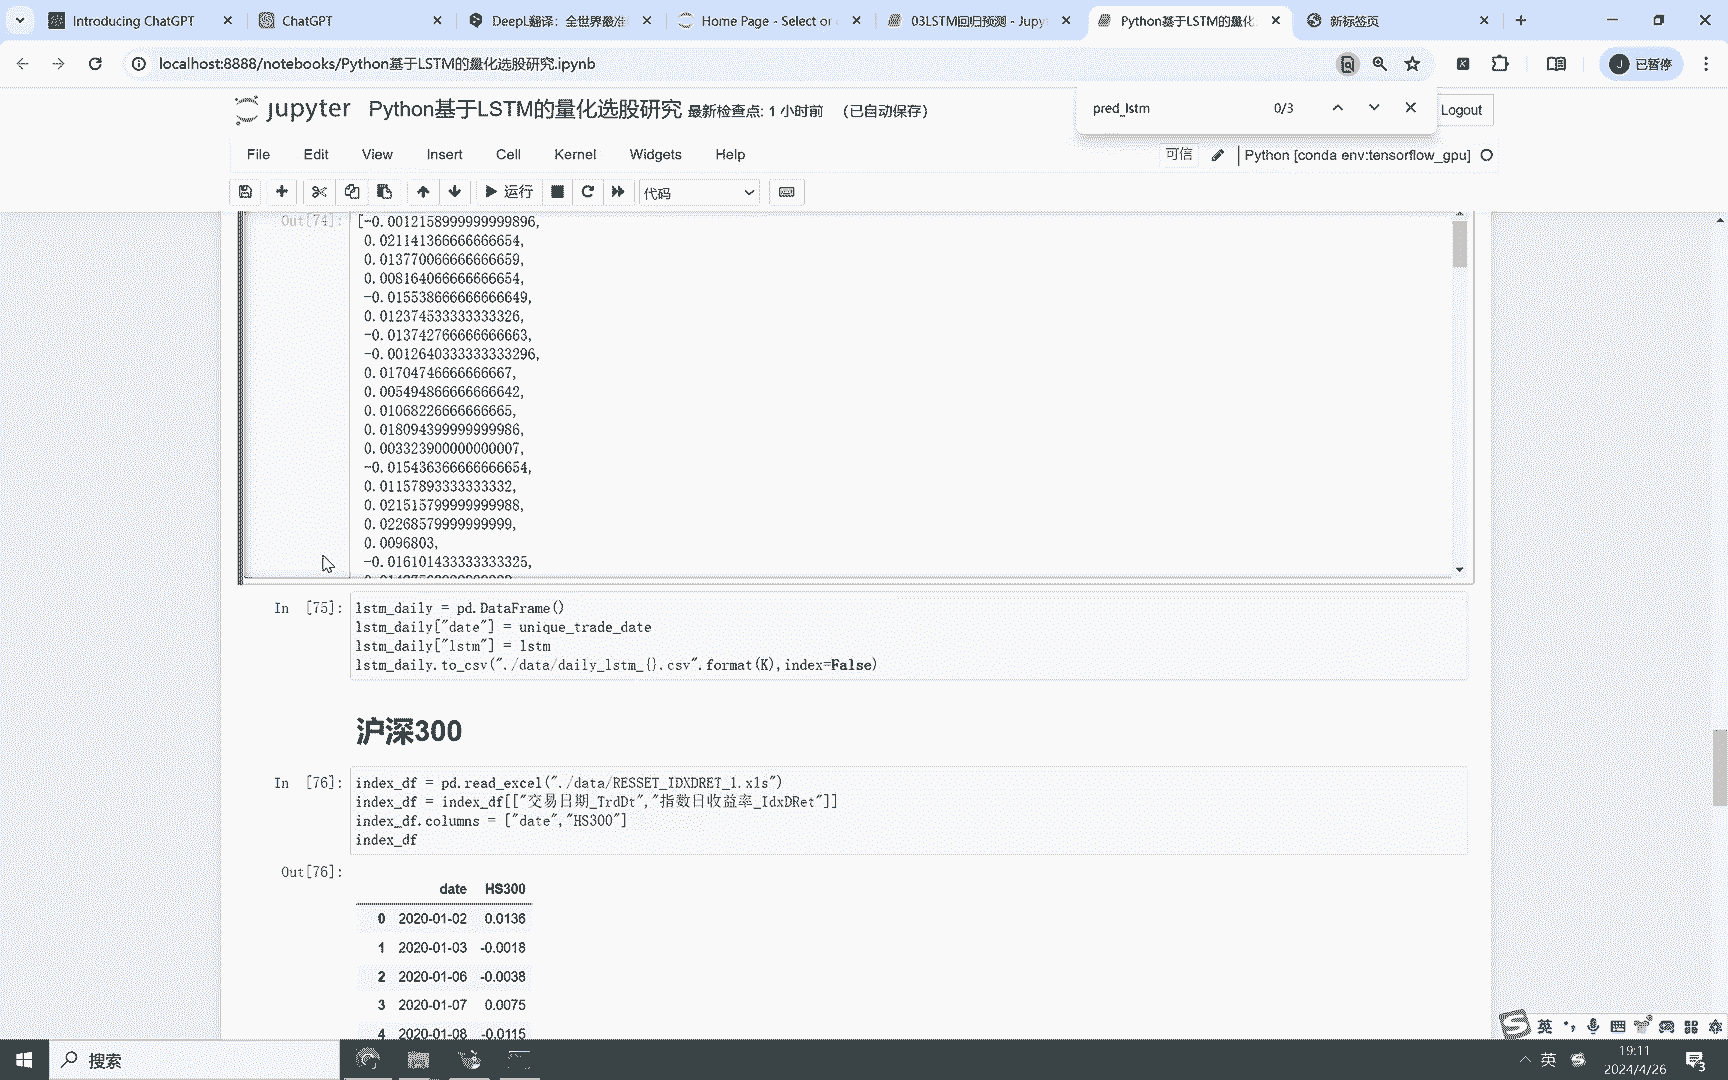 Introducing ChatGPT
ChatGPT
DeepL翻译：全世界最准
Home Page - Select or
03LSTM回归预测 - Jupy
Python基于LSTM的量化
新标签页
localhost:8888/notebooks/Python基于LSTM的量化选股研究.ipynb
已暂停
pred_lstm 0/3
jupyter Python基于LSTM的量化选股研究 最新检查点: 1 小时前 (已自动保存)
Logout
File Edit View Insert Cell Kernel Widgets Help
可信 Python [conda env:tensorflow_gpu]
运行 代码
Out[74]: [-0.0012158999999999896,
0.021141366666666654,
0.013770066666666659,
0.008164066666666654,
-0.015538666666666649,
0.012374533333333326,
-0.013742766666666663,
-0.0012640333333333296,
0.01704746666666667,
0.005494866666666642,
0.01068226666666665,
0.018094399999999986,
0.003323900000000007,
-0.015436366666666654,
0.01157893333333332,
0.021515799999999988,
0.02268579999999999,
0.0096803,
-0.016101433333333325,
In [75]: lstm_daily = pd.DataFrame()
lstm_daily["date"] = unique_trade_date
lstm_daily["lstm"] = lstm
lstm_daily.to_csv("./data/daily_lstm_{}.csv".format(K),index=False)
沪深300
In [76]: index_df = pd.read_excel("./data/RESSET_IDXDRET_1.xls")
index_df = index_df[["交易日期_TrdDt","指数日收益率_IdxDRet"]]
index_df.columns = ["date","HS300"]
index_df
Out[76]:
date HS300
0 2020-01-02 0.0136
1 2020-01-03 -0.0018
2 2020-01-06 -0.0038
3 2020-01-07 0.0075
4 2020-01-08 -0.0115
英
搜索
英
19:11
2024/4/26
3